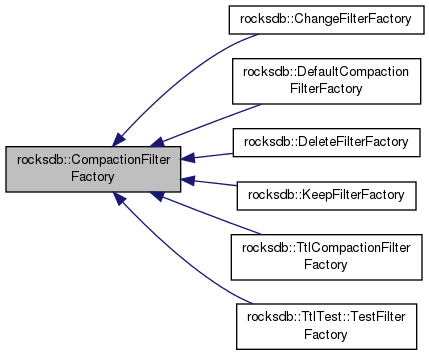 rocksdb::ChangeFilterFactory
rocksdb::DefaultCompaction
FilterFactory
rocksdb::DeleteFilterFactory
rocksdb::CompactionFilter
Factory
rocksdb::KeepFilterFactory
rocksdb::TtlCompactionFilter
Factory
rocksdb::TtlTest::TestFilter
Factory